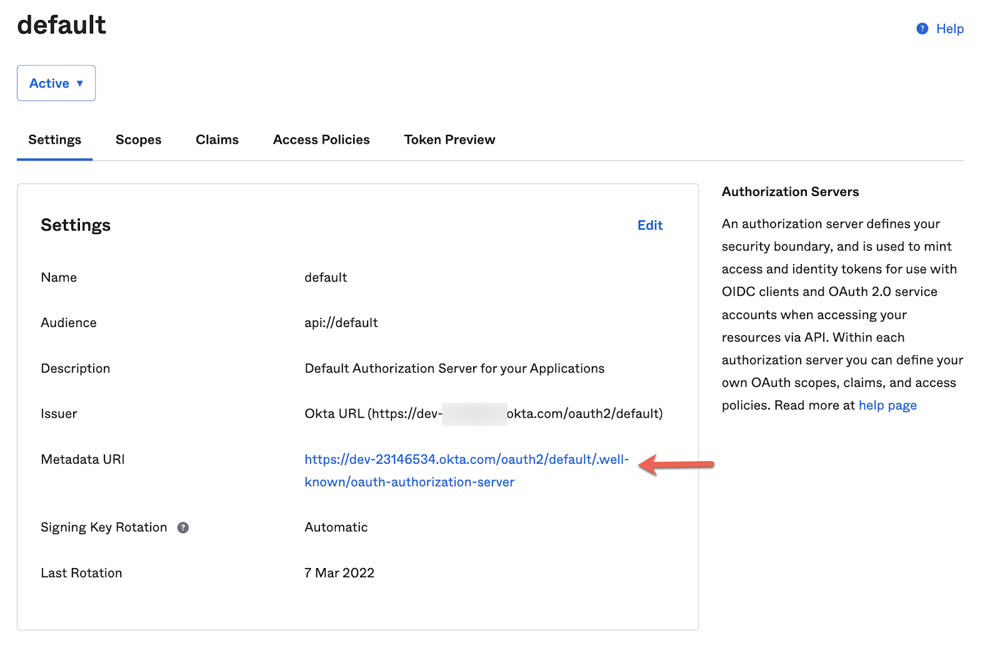 default
Help
Active
Settings
Scopes
Claims
Access Policies
Token Preview
Settings
Edit
Name
default
Audience
api://default
Description
Default Authorization Server for your Applications
Issuer
Okta URL (https://dev- okta.com/oauth2/default)
Metadata URI
https://dev-23146534.okta.com/oauth2/default/.well-
known/oauth-authorization-server
Signing Key Rotation ?
Automatic
Last Rotation
7 Mar 2022
Authorization Servers
An authorization server defines your
security boundary, and is used to mint
access and identity tokens for use with
OIDC clients and OAuth 2.0 service
accounts when accessing your
resources via API. Within each
authorization server you can define your
own OAuth scopes, claims, and access
policies. Read more at help page